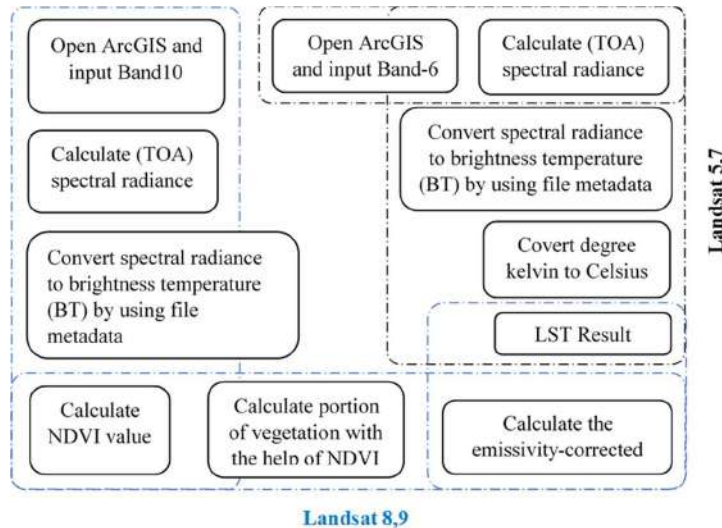 Open ArcGIS and
input Band10
Calculate (TOA)
spectral radiance
Convert spectral radiance
to brightness temperature
(BT) by using file
metadata
Calculate
NDVI value
Calculate portion
of vegetation with
the help of NDVI
Calculate the
emissivity-corrected
Open ArcGIS
and input Band-6
Calculate (TOA)
spectral radiance
Convert spectral radiance
to brightness temperature
(BT) by using file metadata
Covert degree
kelvin to Celsius
LST Result
Landsat 5,7
Landsat 8,9